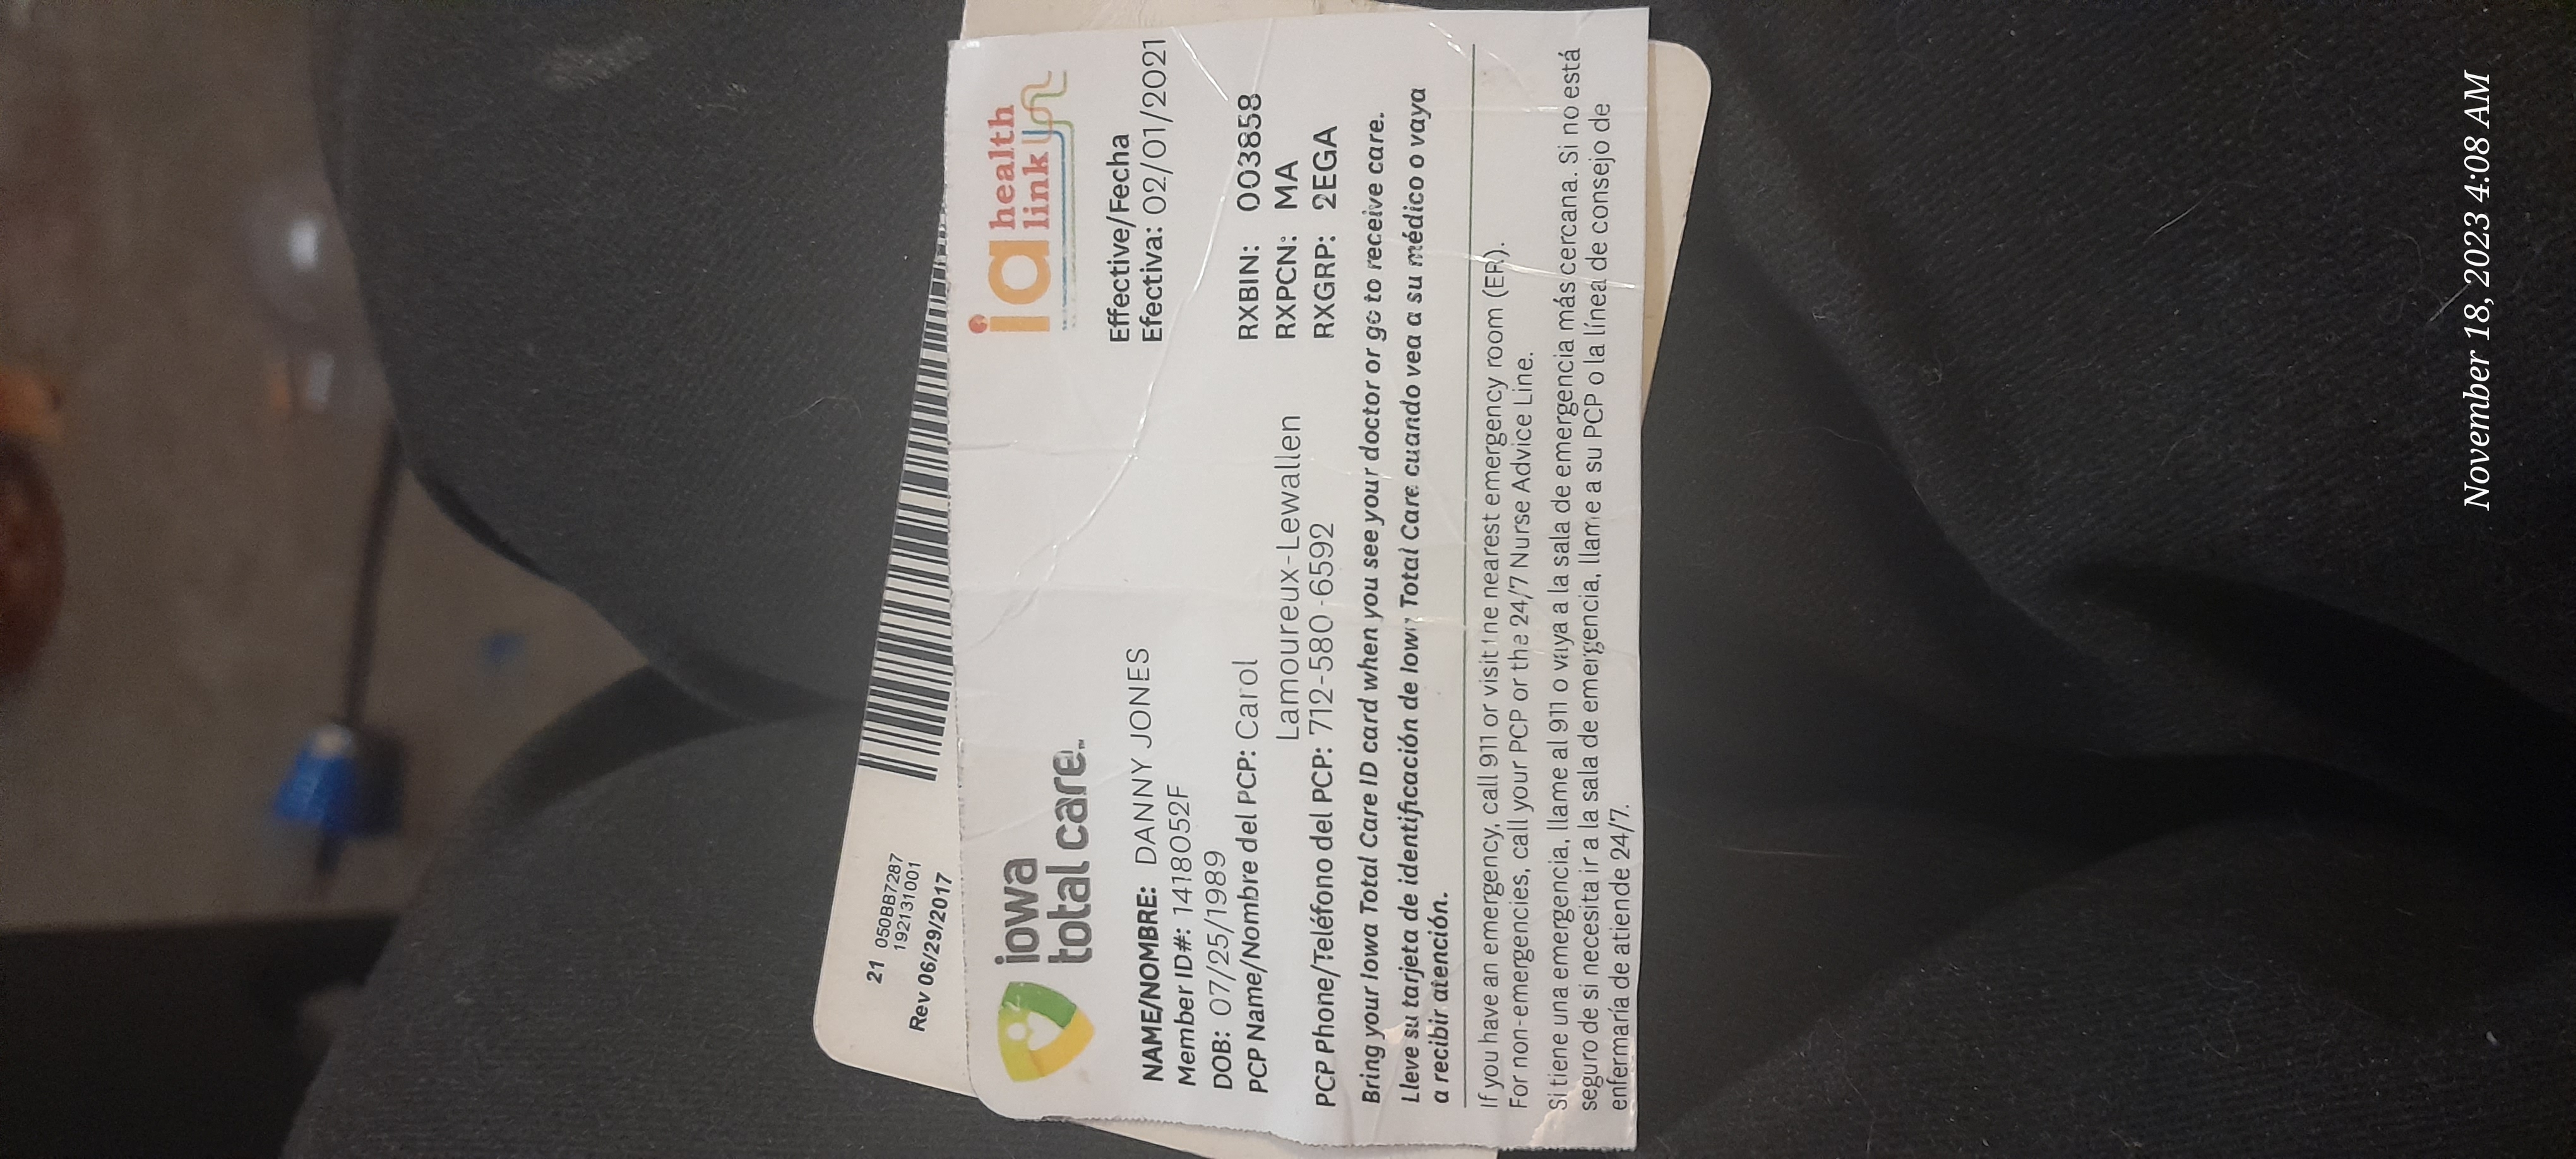 21 050BB7287
192131001
Rev 06/29/2017
iowa
total care™
ia health
link
Effective/Fecha
Efectiva: 02/01/2021
NAME/NOMBRE: DANNY JONES
Member ID#: 1418052F
DOB: 07/25/1989
PCP Name/Nombre del PCP: Carol
Lamoureux-Lewallen
PCP Phone/Teléfono del PCP: 712-580-6592
RXBIN: 003858
RXPCN: MA
RXGRP: 2EGA
Bring your Iowa Total Care ID card when you see your doctor or go to receive care.
Lleve su tarjeta de identificación de Iowa Total Care cuando vea a su médico o vaya
a recibir atención.
If you have an emergency, call 911 or visit the nearest emergency room (ER).
For non-emergencies, call your PCP or the 24/7 Nurse Advice Line.
Si tiene una emergencia, llame al 911 o vaya a la sala de emergencia más cercana. Si no está
seguro de si necesita ir a la sala de emergencia, llame a su PCP o la línea de consejo de
enfermaría de atiende 24/7.
November 18, 2023 4:08 AM